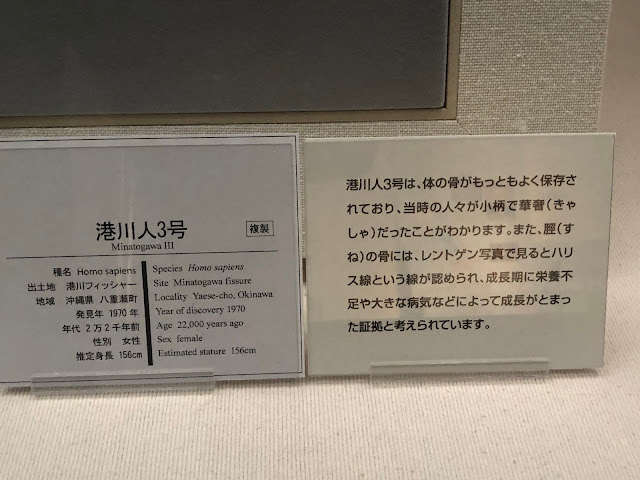 港川人3号
複製
Minatogawa III
種名 Homo sapiens
出土地 港川フィッシャー
地域 沖縄県 八重瀬町
発見年 1970年
年代 2万2千年前
性別 女性
推定身長 156cm
Species Homo sapiens
Site Minatogawa fissure
Locality Yaese-cho, Okinawa
Year of discovery 1970
Age 22,000 years ago
Sex female
Estimated stature 156cm
港川人3号は、体の骨がもっともよく保存さ
れており、当時の人々が小柄で華奢(きゃ
しゃ)だったことがわかります。また、脛(す
ね)の骨には、レントゲン写真で見るとハリ
ス線という線が認められ、成長期に栄養不
足や大きな病気などによって成長がとまっ
た証拠と考えられています。